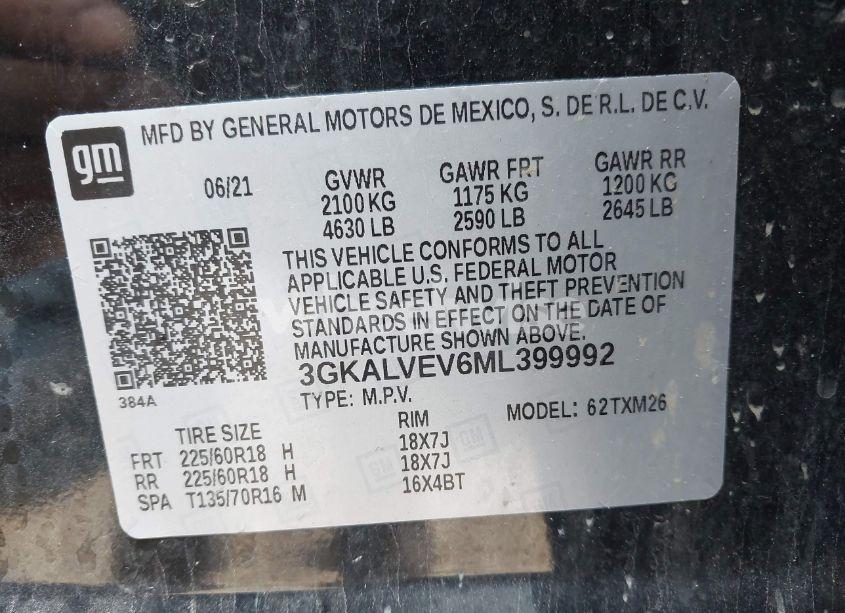 gm
MFD BY GENERAL MOTORS DE MEXICO, S. DE R.L. DE C.V.
06/21
GVWR GAWR FRT GAWR RR
2100 KG 1175 KG 1200 KG
4630 LB 2590 LB 2645 LB
THIS VEHICLE CONFORMS TO ALL
APPLICABLE U.S. FEDERAL MOTOR
VEHICLE SAFETY AND THEFT PREVENTION
STANDARDS IN EFFECT ON THE DATE OF
MANUFACTURE SHOWN ABOVE.
3GKALVEV6ML399992
384A
TYPE: M.P.V.
MODEL: 62TXM26
TIRE SIZE RIM
FRT 225/60R18 H 18X7J
RR 225/60R18 H 18X7J
SPA T135/70R16 M 16X4BT
GM
GM